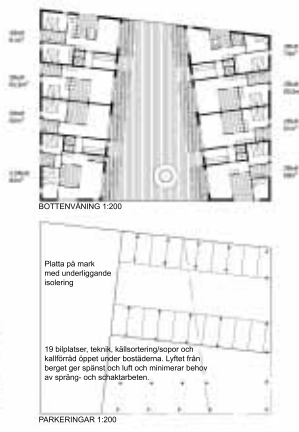 BOTTENVÅNING 1:200
Platta på mark
med underliggande
isolering
19 bilplatser, teknik, källsortering/sopor och
kallförråd öppet under bostäderna. Lyftet från
berget ger spänst och luft och minimerar behov
av spräng- och schaktarbeten.
PARKERINGAR 1:200